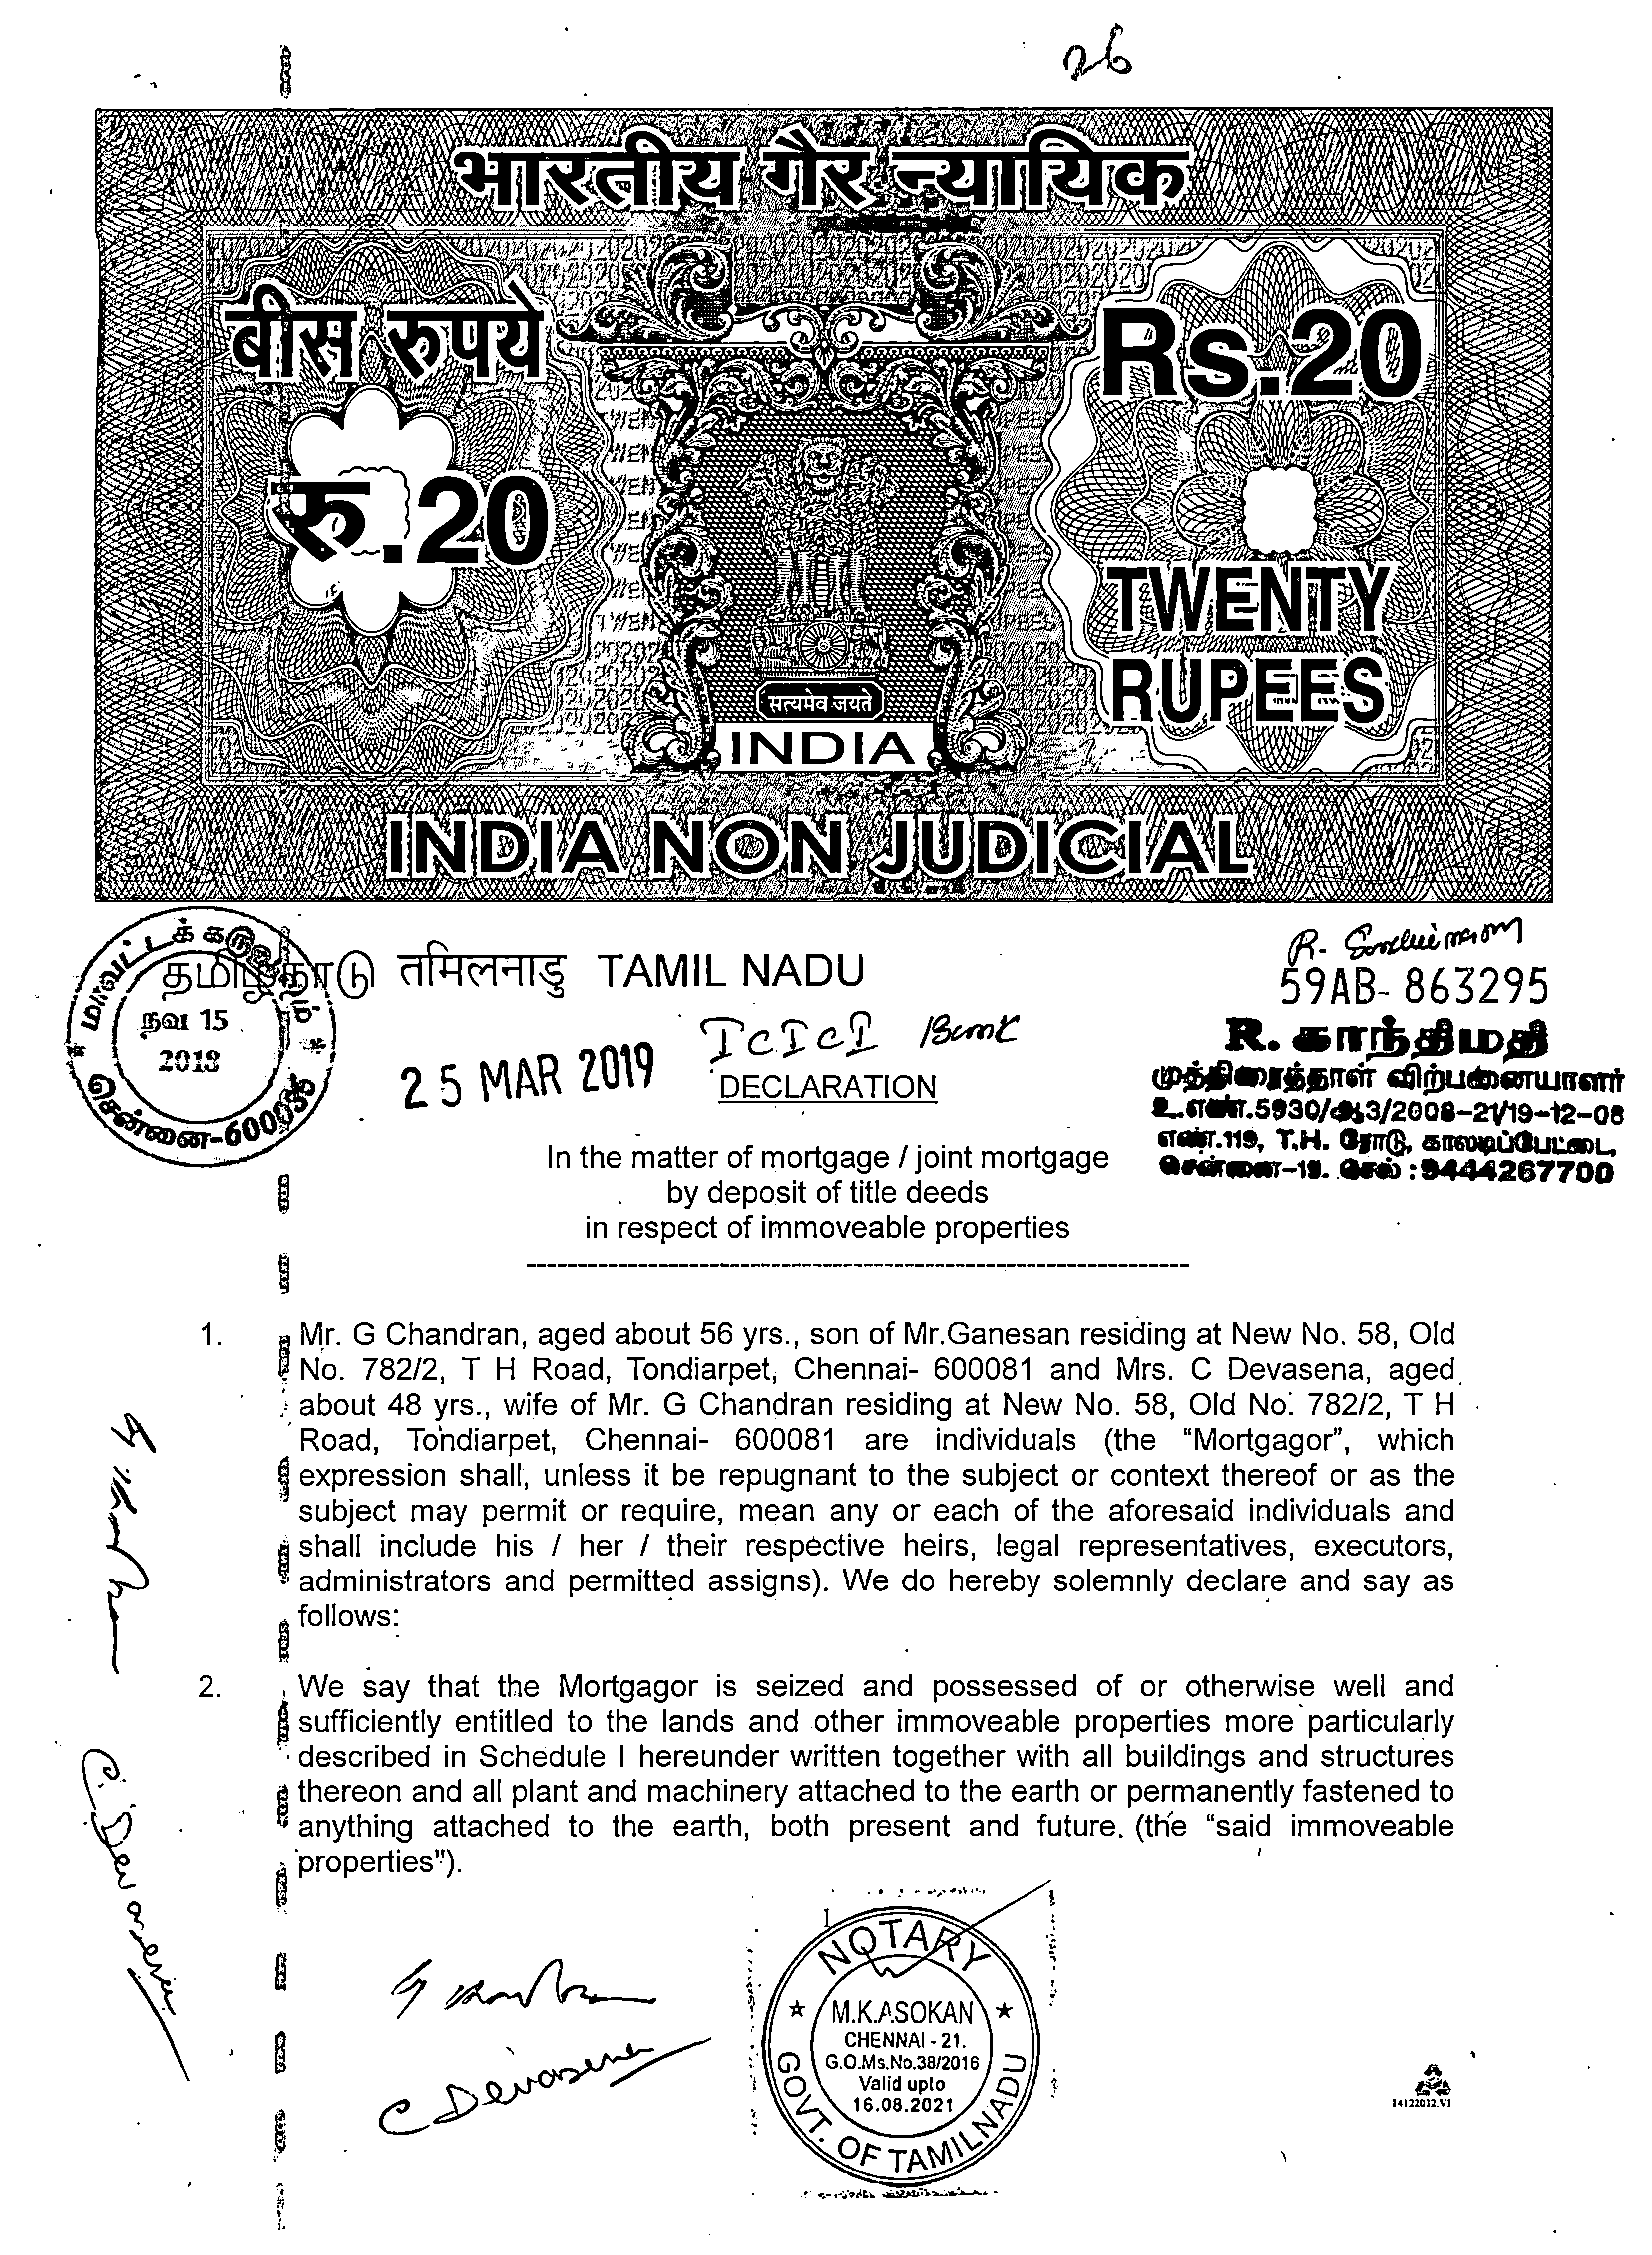 26
भारतीय गैर न्यायिक
बीस रुपये
Rs.20
रु.20
TWENTY
RUPEES
सत्यमेव जयते
INDIA
INDIA NON JUDICIAL
மாவட்டக் கருவூலம்
நவ 15
2018
சென்னை-600038
தமிழ்நாடு तमिलनाडु TAMIL NADU
59AB- 863295
R. காந்திமதி
முத்திரைத்தாள் விற்பனையாளர்
உ.எண்.5930/அ3/2008-21/19-12-08
எண்.119, T.H. ரோடு, காலடிப்பேட்டை,
சென்னை-19. செல் : 9444267700
ICICI Bank
25 MAR 2019
DECLARATION
In the matter of mortgage / joint mortgage
by deposit of title deeds
in respect of immoveable properties
1. Mr. G Chandran, aged about 56 yrs., son of Mr.Ganesan residing at New No. 58, Old
No. 782/2, T H Road, Tondiarpet, Chennai- 600081 and Mrs. C Devasena, aged
about 48 yrs., wife of Mr. G Chandran residing at New No. 58, Old No. 782/2, T H
Road, Tondiarpet, Chennai- 600081 are individuals (the “Mortgagor”, which
expression shall, unless it be repugnant to the subject or context thereof or as the
subject may permit or require, mean any or each of the aforesaid individuals and
shall include his / her / their respective heirs, legal representatives, executors,
administrators and permitted assigns). We do hereby solemnly declare and say as
follows:
2. We say that the Mortgagor is seized and possessed of or otherwise well and
sufficiently entitled to the lands and other immoveable properties more particularly
described in Schedule I hereunder written together with all buildings and structures
thereon and all plant and machinery attached to the earth or permanently fastened to
anything attached to the earth, both present and future. (the “said immoveable
properties”).
C. Devasena
C Devasena
NOTARY
M.K.ASOKAN
CHENNAI - 21.
G.O.Ms.No.38/2016
Valid upto
16.08.2021
GOVT. OF TAMILNADU
14122012.V1